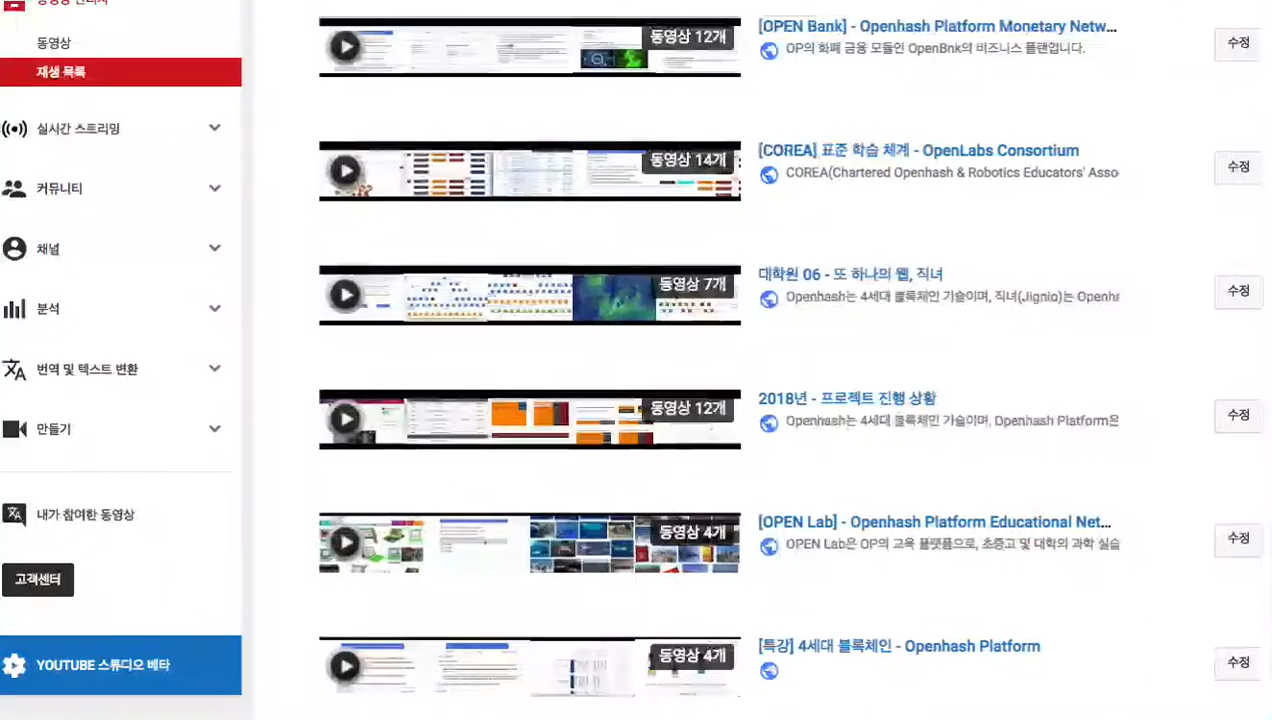 동영상 관리자
동영상
재생 목록
실시간 스트리밍
커뮤니티
채널
분석
번역 및 텍스트 변환
만들기
내가 참여한 동영상
고객센터
YOUTUBE 스튜디오 베타
동영상 12개
[OPEN Bank] - Openhash Platform Monetary Netw...
OP의 화폐 금융 모듈인 OpenBnk의 비즈니스 플랜입니다.
수정
동영상 14개
[COREA] 표준 학습 체계 - OpenLabs Consortium
COREA(Chartered Openhash & Robotics Educators' Asso
수정
동영상 7개
대학원 06 - 또 하나의 웹, 직녀
Openhash는 4세대 블록체인 기술이며, 직녀(Jignio)는 Openha
수정
동영상 12개
2018년 - 프로젝트 진행 상황
Openhash는 4세대 블록체인 기술이며, Openhash Platform은
수정
동영상 4개
[OPEN Lab] - Openhash Platform Educational Net...
OPEN Lab은 OP의 교육 플랫폼으로, 초중고 및 대학의 과학 실습
수정
동영상 4개
[특강] 4세대 블록체인 - Openhash Platform
수정